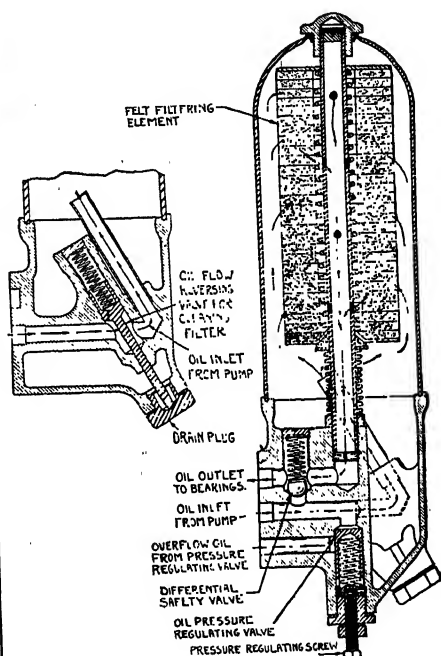 FELT FILTRING
ELEMENT
OIL FLOW
REVERSING
VALVE FOR
CLEANING
FILTER
OIL INLET
FROM PUMP
DRAIN PLUG
OIL OUTLET
TO BEARINGS.
OIL INLET
FROM PUMP
OVERFLOW OIL
FROM PRESSURE
REGULATING VALVE
DIFFERENTIAL
SAFETY VALVE
OIL PRESSURE
REGULATING VALVE
PRESSURE REGULATING SCREW